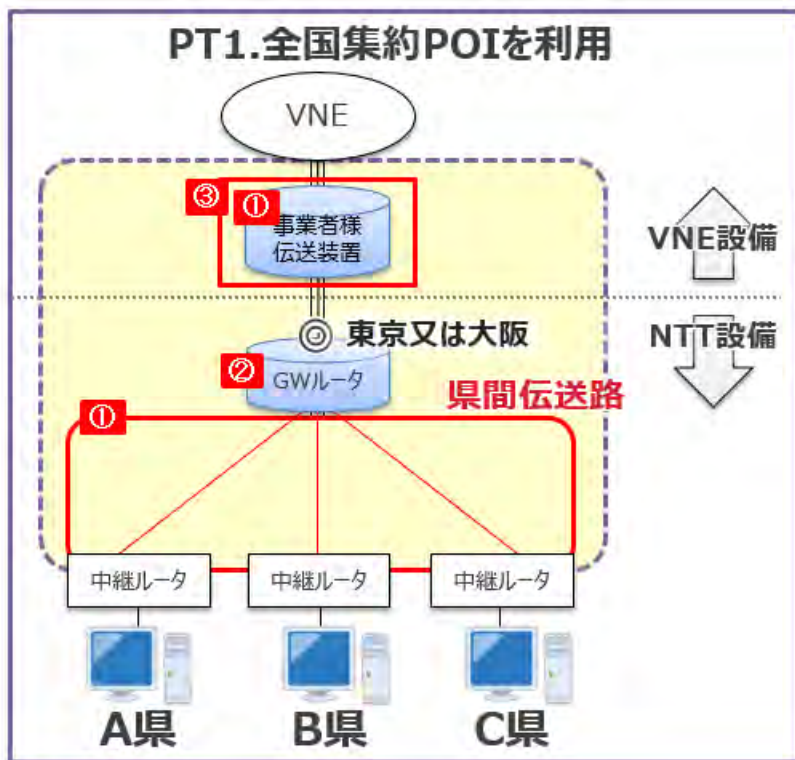 PT1.全国集約POIを利用
VNE
③
①
事業者様
伝送装置
VNE設備
東京又は大阪
NTT設備
②
GWルータ
県間伝送路
①
中継ルータ
中継ルータ
中継ルータ
A県
B県
C県